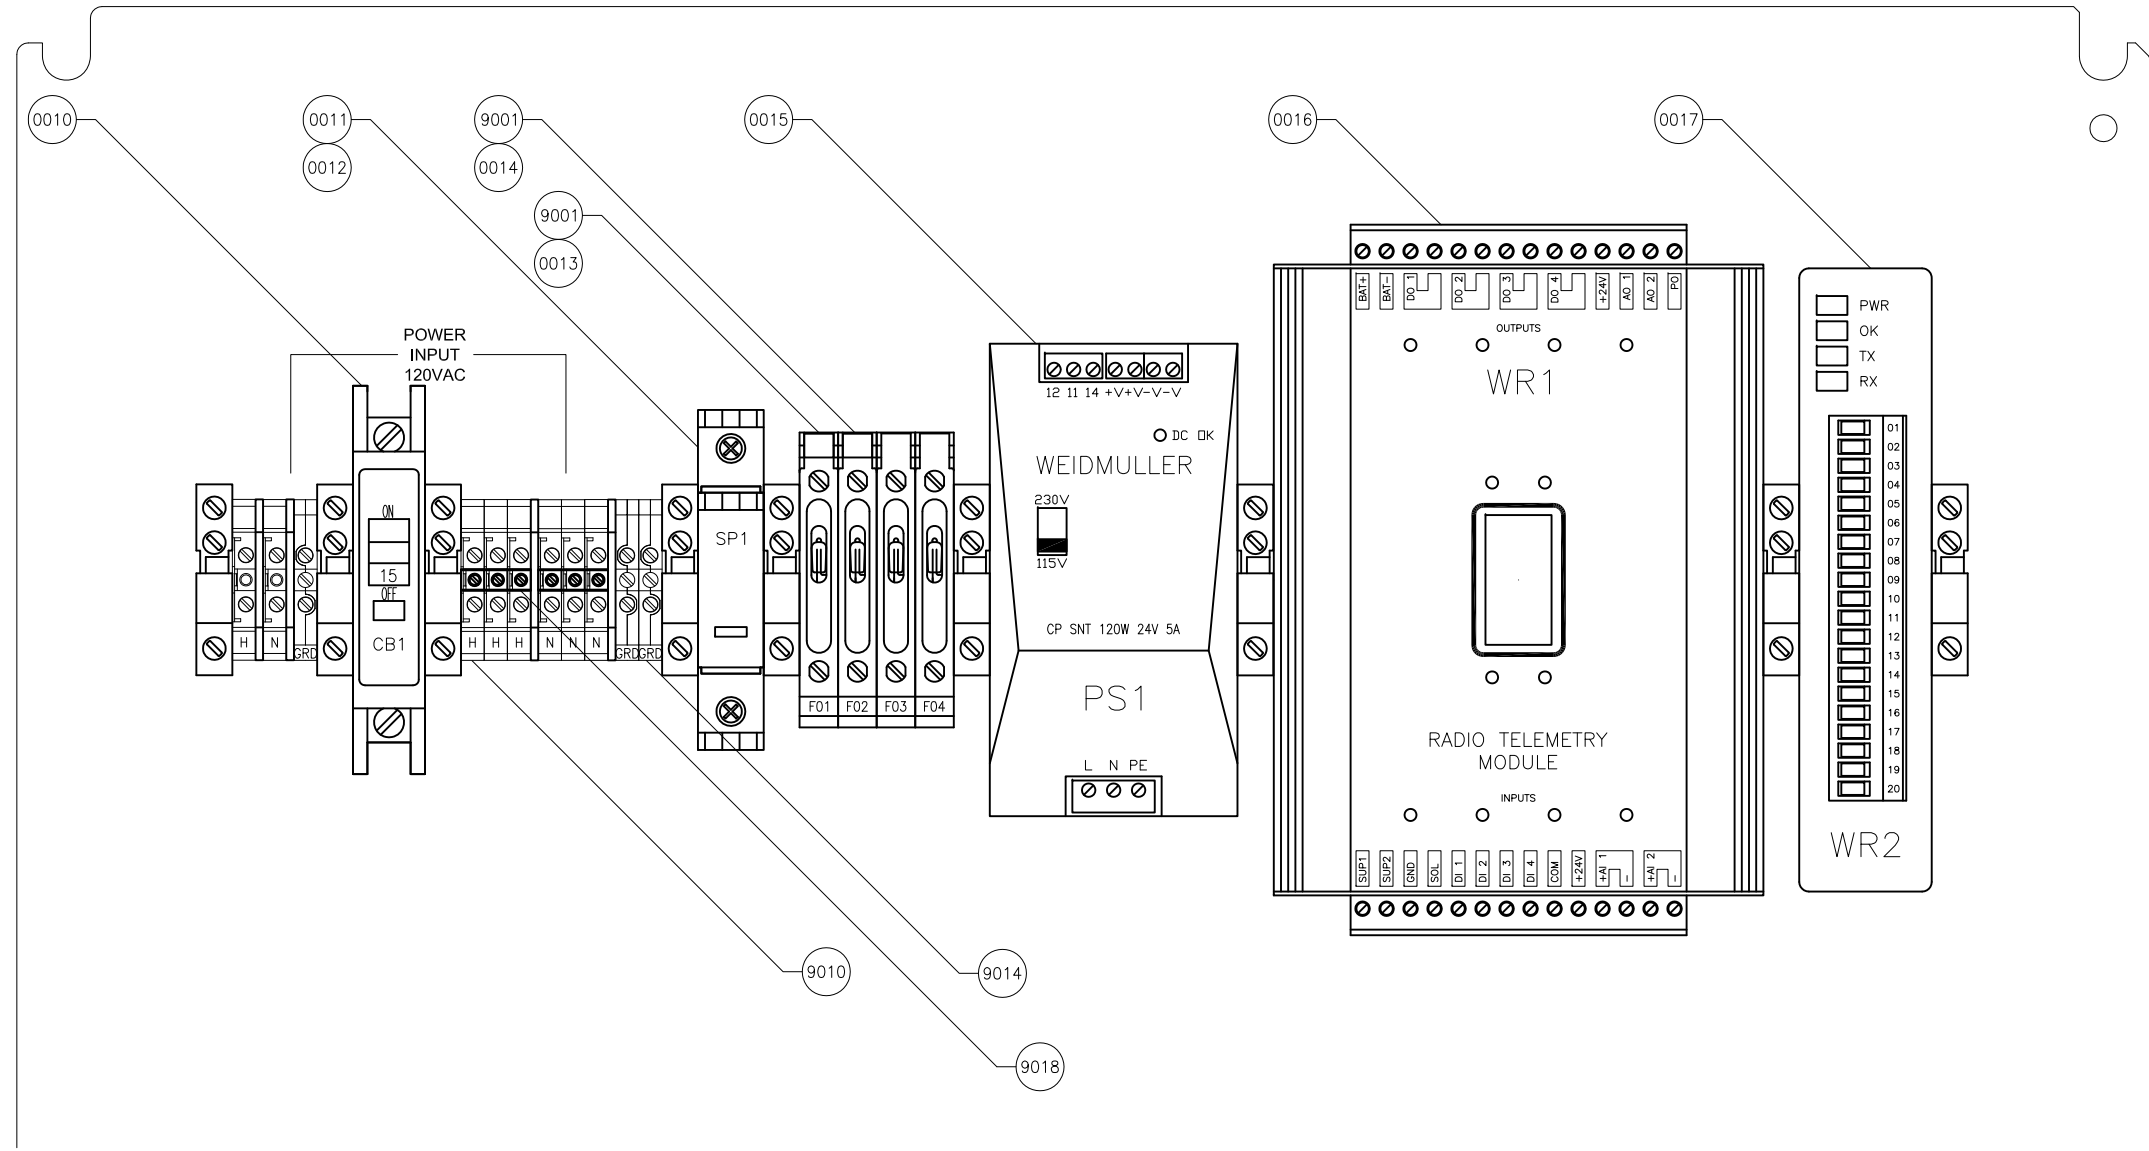 0010
0011
9001
0015
0016
0017
0012
0014
9001
0013
POWER
INPUT
120VAC
H
N
GRD
ON
15
OFF
CB1
H H H N N N
GRD GRD
SP1
F01 F02 F03 F04
12 11 14 +V+V-V-V
DC OK
WEIDMULLER
230V
115V
CP SNT 120W 24V 5A
PS1
L N PE
BAT+ BAT- DO 1 DO 2 DO 3 DO 4 +24V AO 1 AO 2 PO
OUTPUTS
WR1
RADIO TELEMETRY
MODULE
INPUTS
SUP1 SUP2 GND SOL DI 1 DI 2 DI 3 DI 4 COM +24V +AI 1 - +AI 2 -
PWR
OK
TX
RX
01
02
03
04
05
06
07
08
09
10
11
12
13
14
15
16
17
18
19
20
WR2
9010
9014
9018